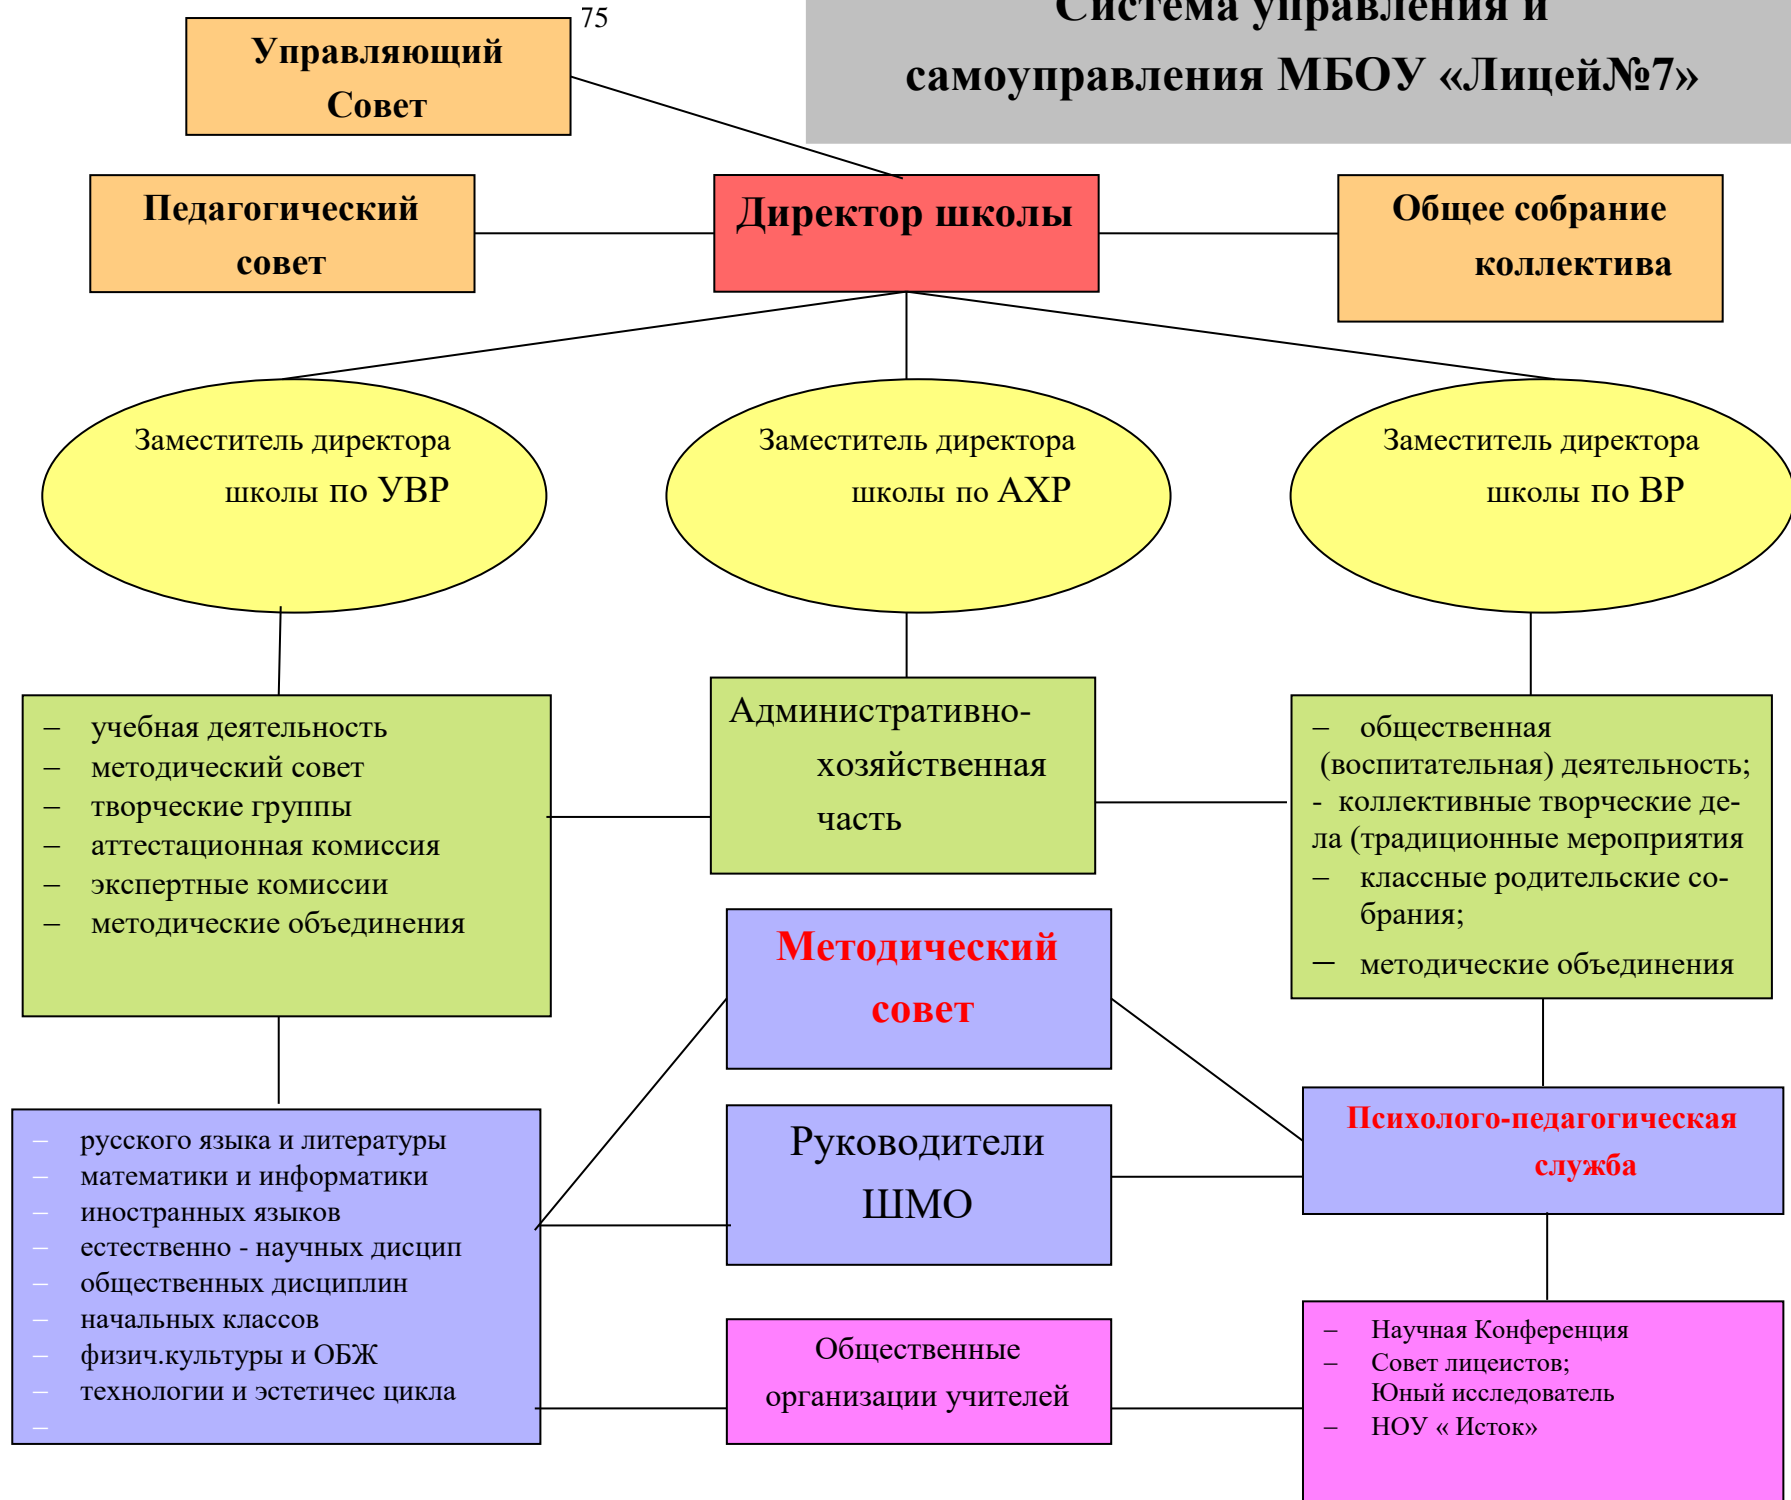 75
Система управления и
самоуправления МБОУ «Лицей№7»
Управляющий
Совет
Педагогический
совет
Директор школы
Общее собрание
коллектива
Заместитель директора
школы по УВР
Заместитель директора
школы по АХР
Заместитель директора
школы по ВР
– учебная деятельность
– методический совет
– творческие группы
– аттестационная комиссия
– экспертные комиссии
– методические объединения
Административно-
хозяйственная
часть
– общественная
(воспитательная) деятельность;
- коллективные творческие де-
ла (традиционные мероприятия
– классные родительские со-
брания;
– методические объединения
Методический
совет
– русского языка и литературы
– математики и информатики
– иностранных языков
– естественно - научных дисцип
– общественных дисциплин
– начальных классов
– физич.культуры и ОБЖ
– технологии и эстетичес цикла
–
Руководители
ШМО
Психолого-педагогическая
служба
Общественные
организации учителей
– Научная Конференция
– Совет лицеистов;
Юный исследователь
– НОУ « Исток»